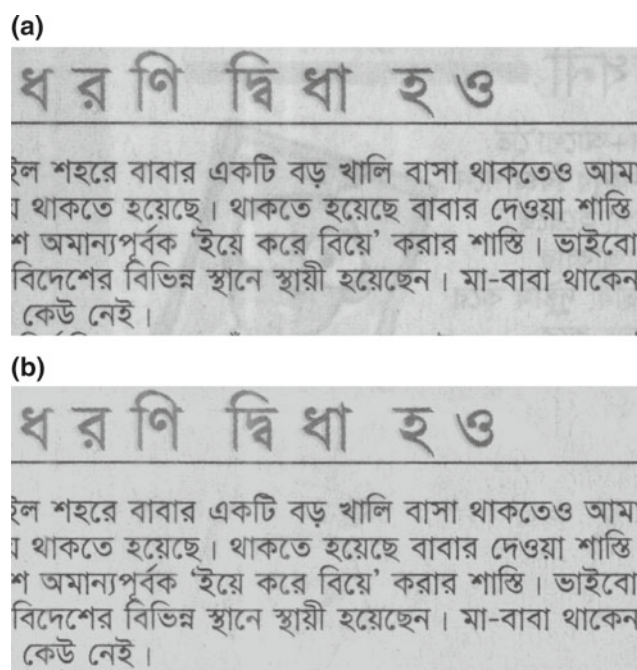 (a)
ধ র ণি দ্বি ধা হ ও
ইল শহরে বাবার একটি বড় খালি বাসা থাকতেও আমা
থাকতে হয়েছে। থাকতে হয়েছে বাবার দেওয়া শাস্তি
শ অমান্যপূর্বক ‘ইয়ে করে বিয়ে’ করার শাস্তি। ভাইবো
বিদেশের বিভিন্ন স্থানে স্থায়ী হয়েছেন। মা-বাবা থাকেন
কেউ নেই।
(b)
ধ র ণি দ্বি ধা হ ও
ইল শহরে বাবার একটি বড় খালি বাসা থাকতেও আমা
থাকতে হয়েছে। থাকতে হয়েছে বাবার দেওয়া শাস্তি
শ অমান্যপূর্বক ‘ইয়ে করে বিয়ে’ করার শাস্তি। ভাইবো
বিদেশের বিভিন্ন স্থানে স্থায়ী হয়েছেন। মা-বাবা থাকেন
কেউ নেই।